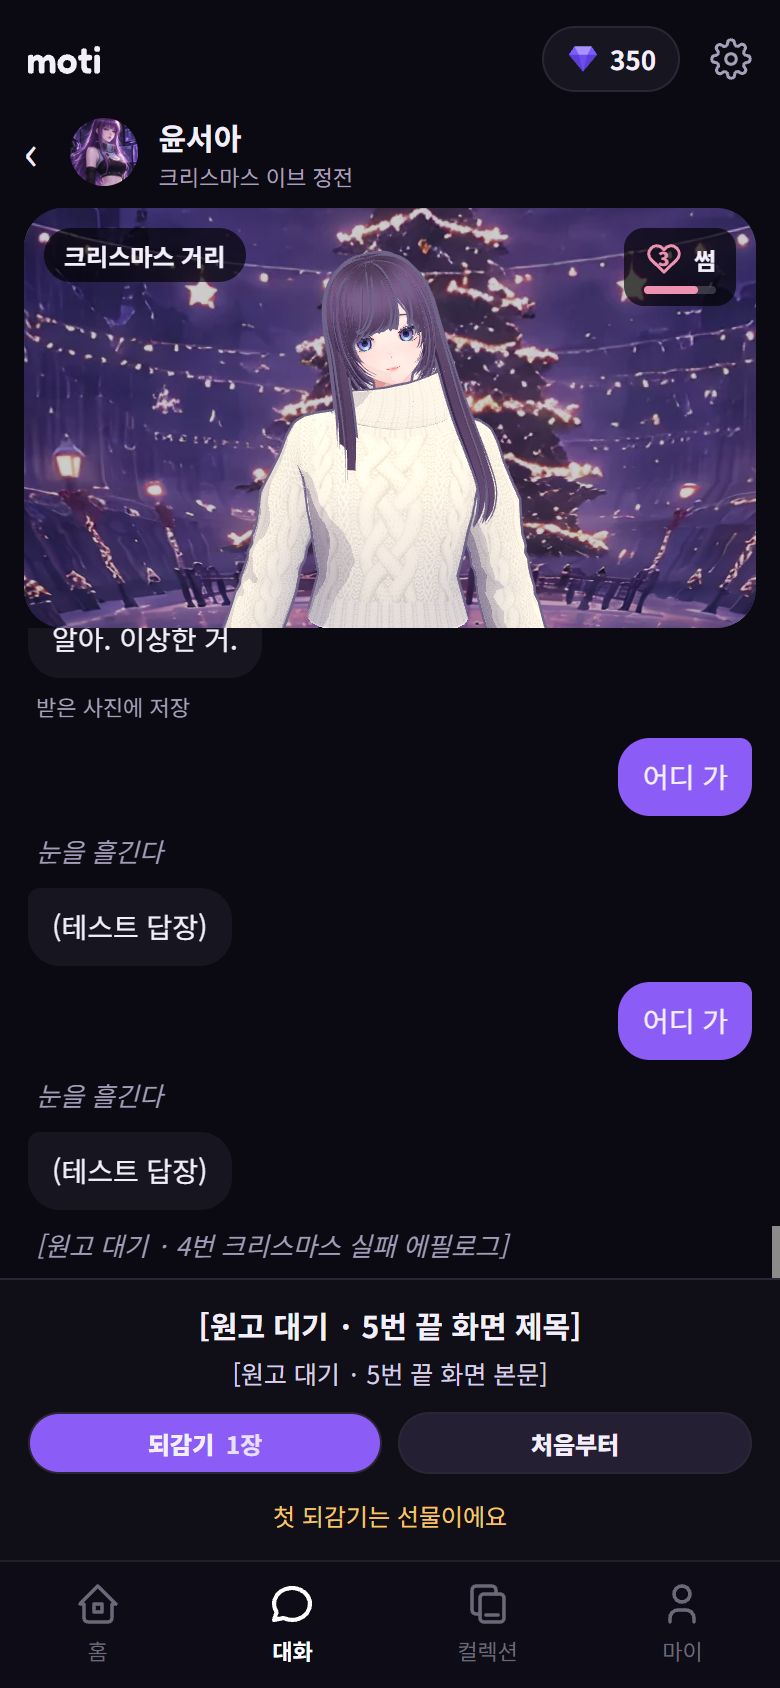 moti
350
윤서아
크리스마스 이브 정전
크리스마스 거리
3 썸
알아. 이상한 거.
받은 사진에 저장
어디 가
눈을 흘긴다
(테스트 답장)
어디 가
눈을 흘긴다
(테스트 답장)
[원고 대기 · 4번 크리스마스 실패 에필로그]
[원고 대기 · 5번 끝 화면 제목]
[원고 대기 · 5번 끝 화면 본문]
되감기 1장
처음부터
첫 되감기는 선물이에요
홈
대화
컬렉션
마이